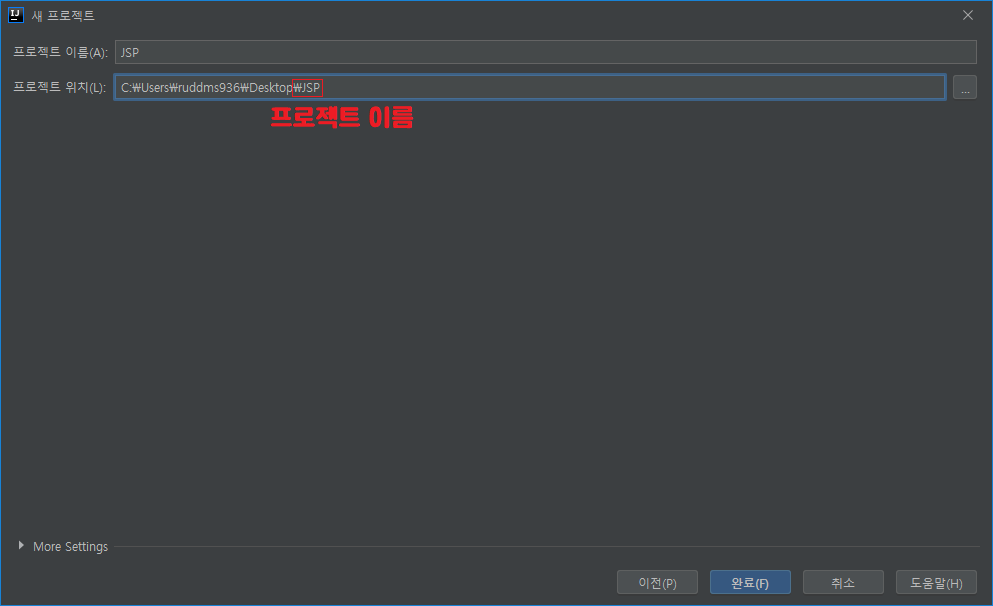 IJ 새 프로젝트
프로젝트 이름(A): JSP
프로젝트 위치(L): C:₩Users₩ruddms936₩Desktop₩JSP ...
프로젝트 이름
More Settings
이전(P) 완료(F) 취소 도움말(H)